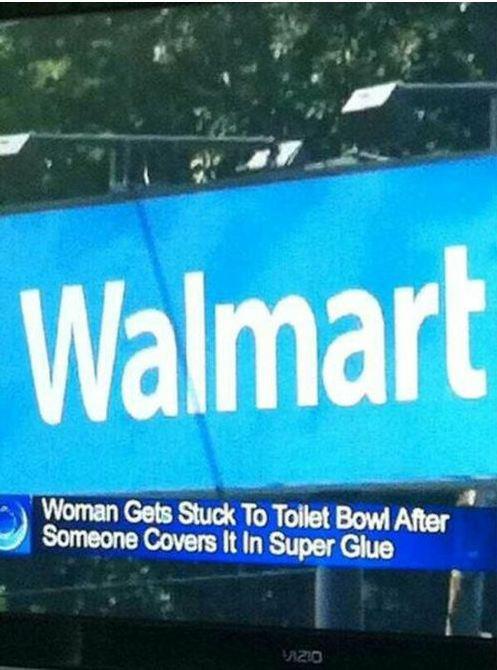 Walmart
Woman Gets Stuck To Toilet Bowl After
Someone Covers It In Super Glue
VIZIO